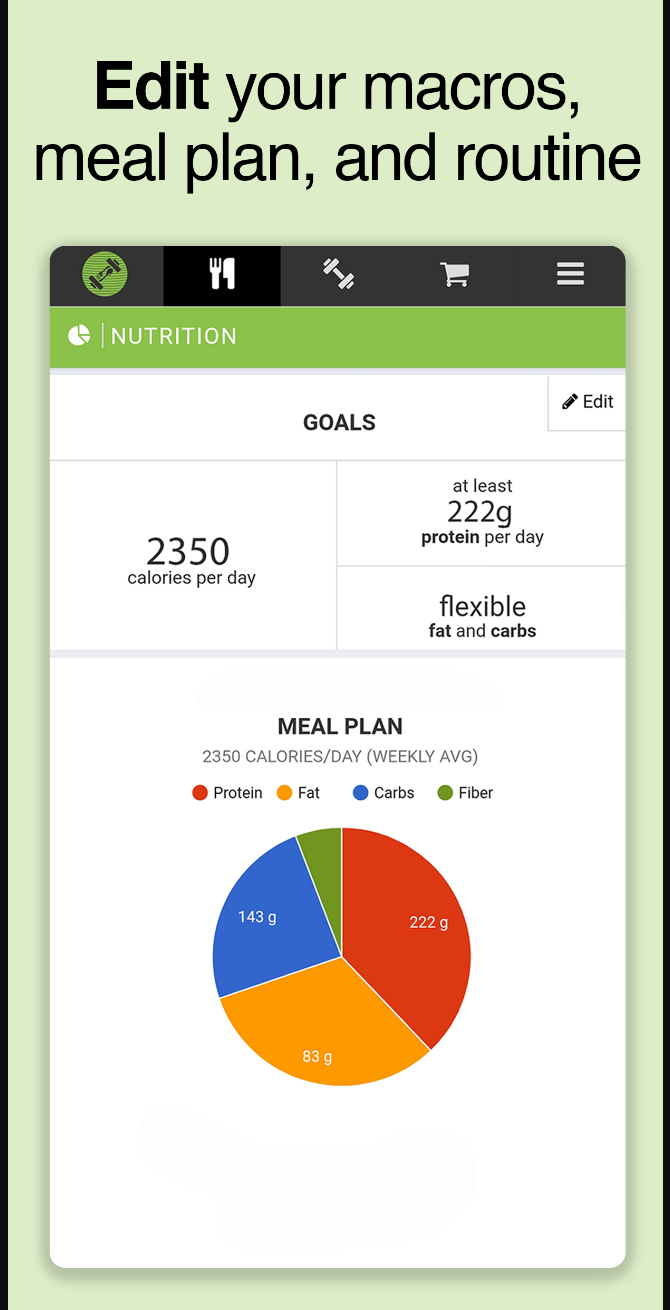 Edit your macros,
meal plan, and routine
NUTRITION
Edit
GOALS
2350
calories per day
at least
222g
protein per day
flexible
fat and carbs
MEAL PLAN
2350 CALORIES/DAY (WEEKLY AVG)
Protein Fat Carbs Fiber
143 g
222 g
83 g